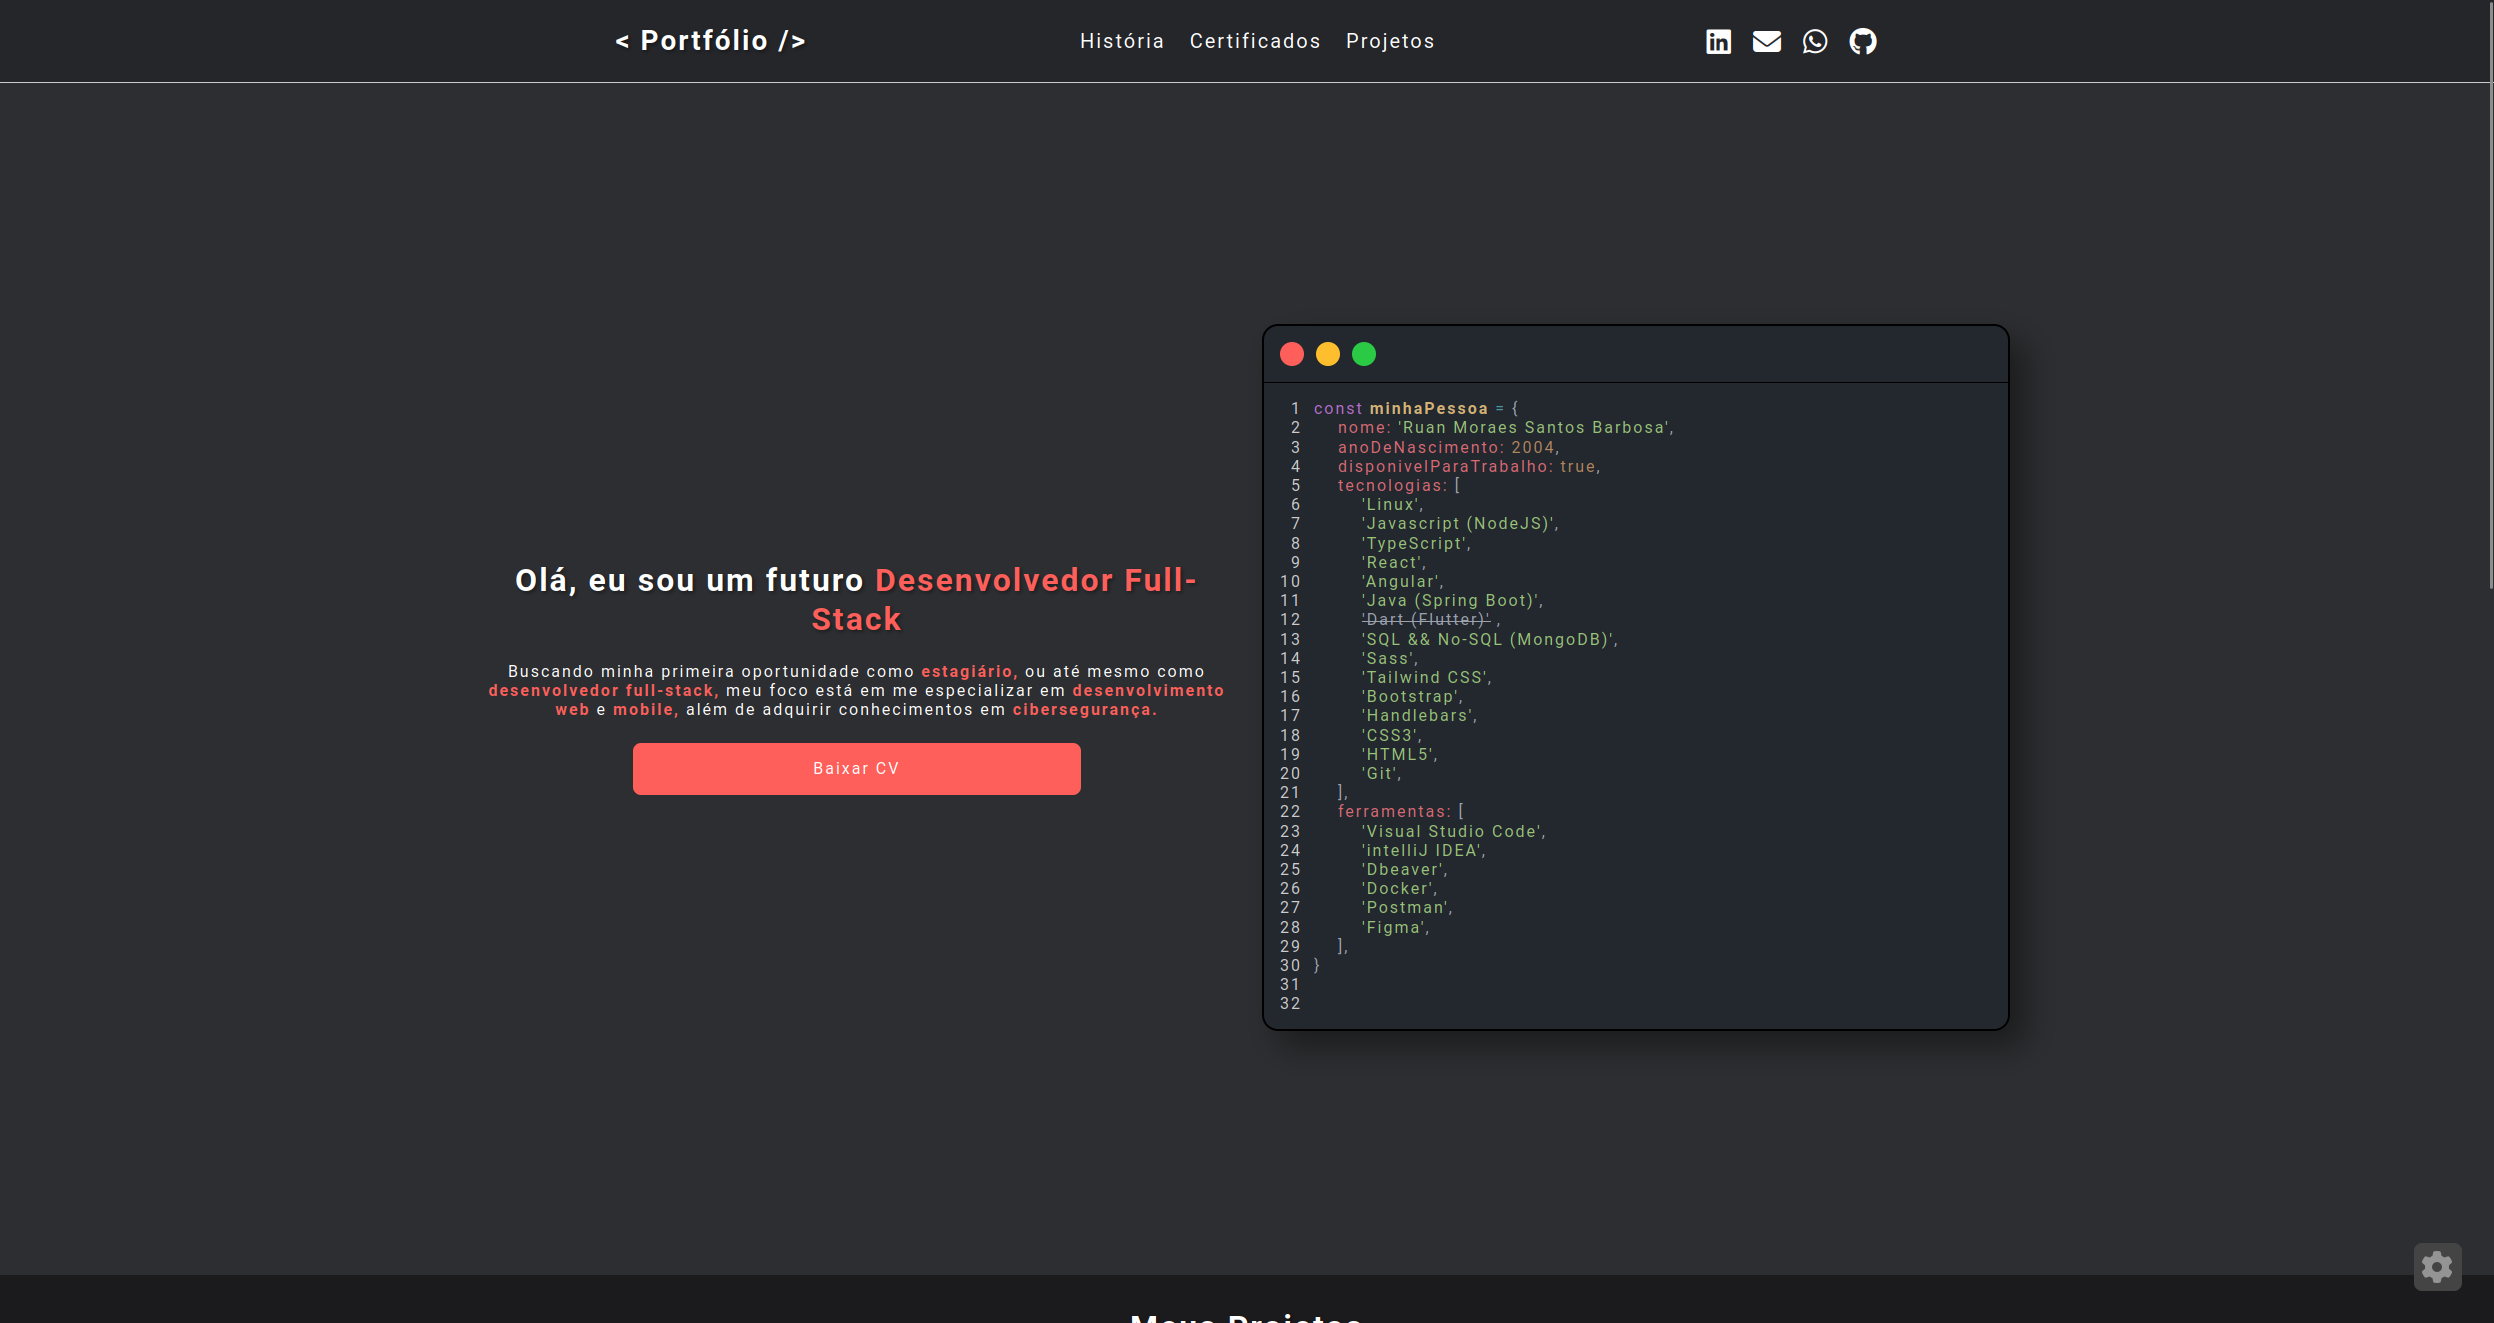 < Portfólio />
História Certificados Projetos
Olá, eu sou um futuro Desenvolvedor Full-
Stack
Buscando minha primeira oportunidade como estagiário, ou até mesmo como
desenvolvedor full-stack, meu foco está em me especializar em desenvolvimento
web e mobile, além de adquirir conhecimentos em cibersegurança.
Baixar CV
1 const minhaPessoa = {
2 nome: 'Ruan Moraes Santos Barbosa',
3 anoDeNascimento: 2004,
4 disponivelParaTrabalho: true,
5 tecnologias: [
6 'Linux',
7 'Javascript (NodeJS)',
8 'TypeScript',
9 'React',
10 'Angular',
11 'Java (Spring Boot)',
12 'Dart (Flutter)' ,
13 'SQL && No-SQL (MongoDB)',
14 'Sass',
15 'Tailwind CSS',
16 'Bootstrap',
17 'Handlebars',
18 'CSS3',
19 'HTML5',
20 'Git',
21 ],
22 ferramentas: [
23 'Visual Studio Code',
24 'intelliJ IDEA',
25 'Dbeaver',
26 'Docker',
27 'Postman',
28 'Figma',
29 ],
30 }
31
32
Meus Projetos